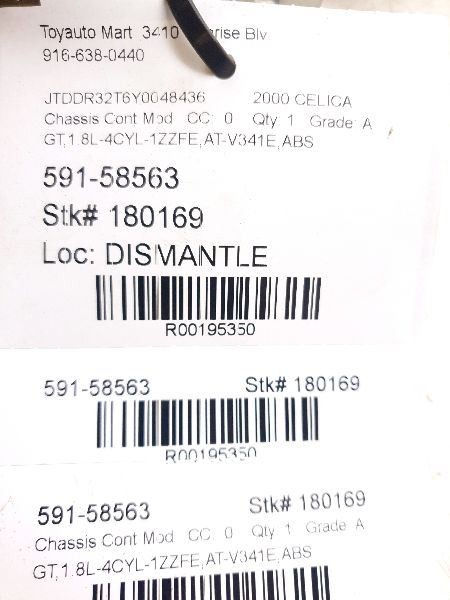 Toyauto Mart 3410 rise Blv
916-638-0440
JTDDR32T6Y0048436 2000 CELICA
Chassis Cont Mod CC: 0 Qty 1 Grade A
GT,1.8L-4CYL-1ZZFE,AT-V341E,ABS
591-58563
Stk# 180169
Loc: DISMANTLE
R00195350
591-58563 Stk# 180169
R00195350
591-58563 Stk# 180169
Chassis Cont Mod CC: 0 Qty 1 Grade A
GT,1.8L-4CYL-1ZZFE,AT-V341E,ABS